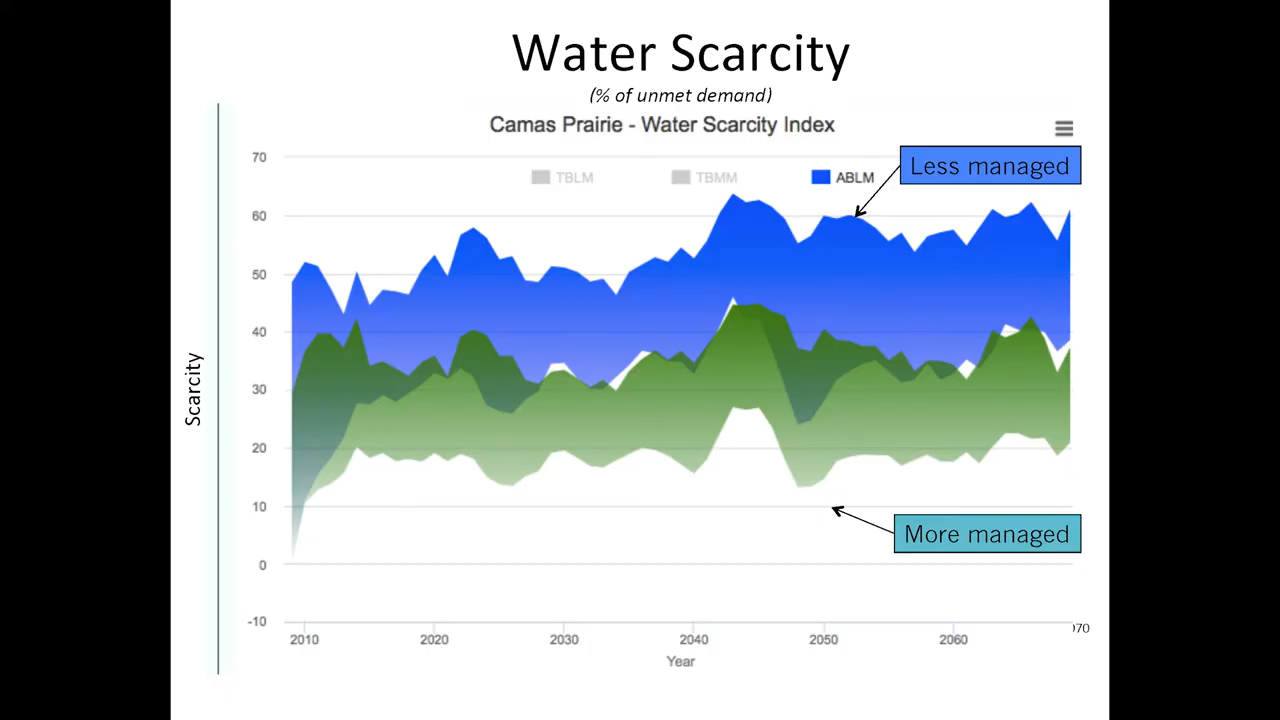 Water Scarcity
(% of unmet demand)
Camas Prairie - Water Scarcity Index
70
TBLM
TBMM
ABLM
Less managed
60
50
40
30
20
10
0
-10
Scarcity
More managed
2010
2020
2030
2040
2050
2060
Year